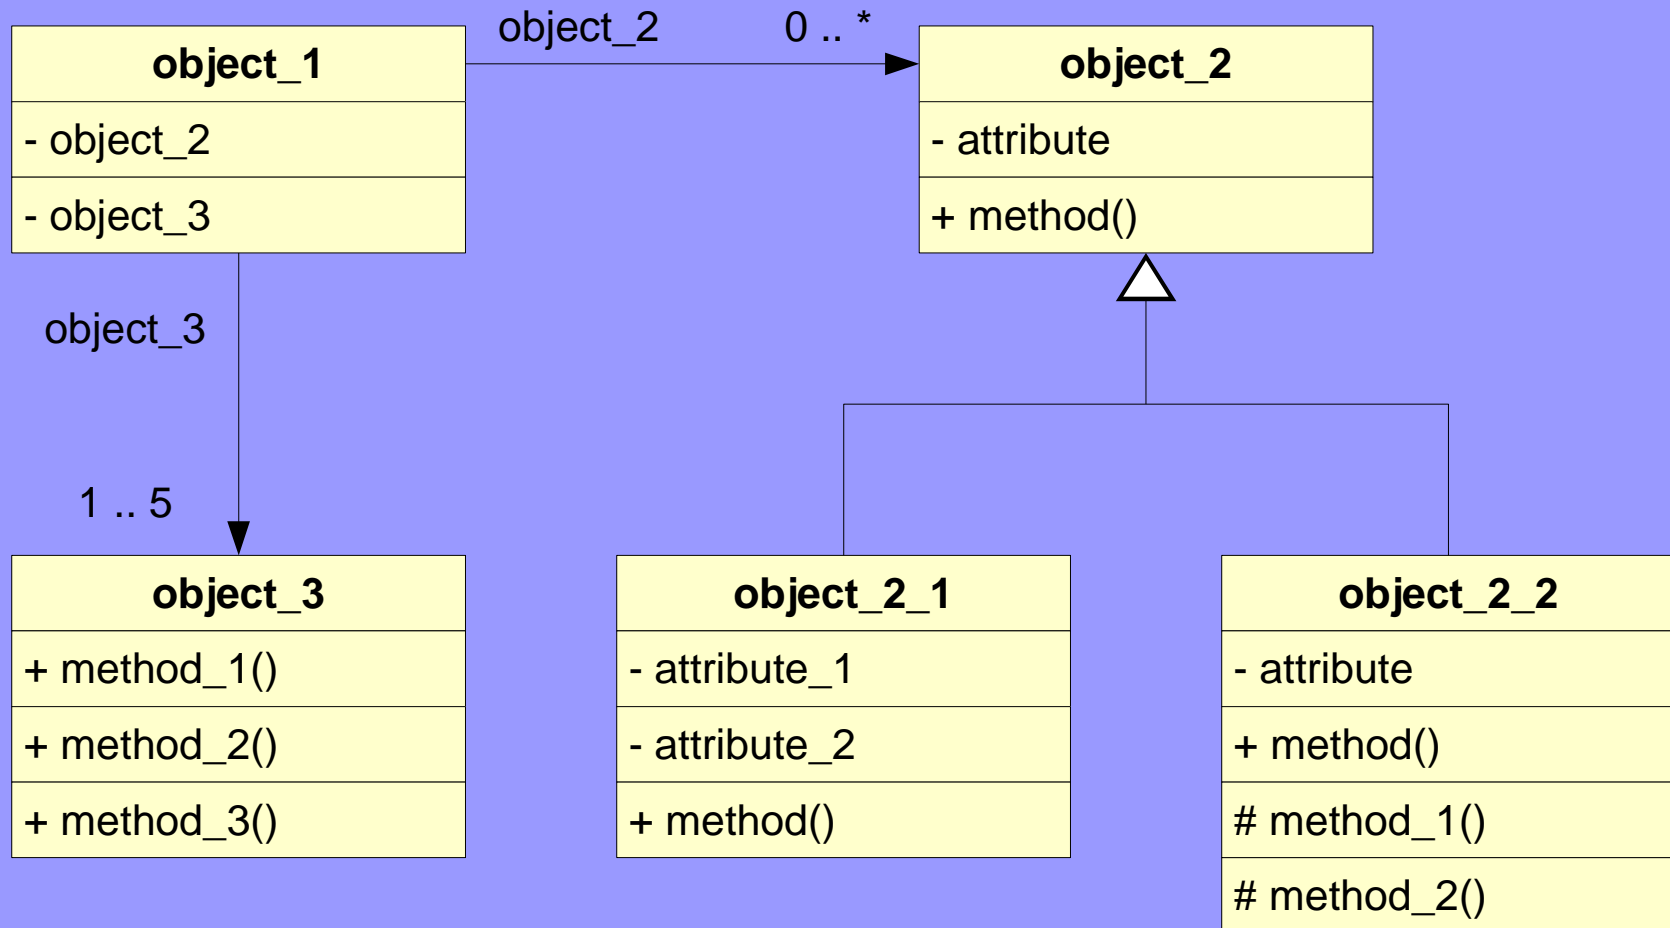 object_2 0 .. *
object_1
- object_2
- object_3
object_2
- attribute
+ method()
object_3
1 .. 5
object_3
+ method_1()
+ method_2()
+ method_3()
object_2_1
- attribute_1
- attribute_2
+ method()
object_2_2
- attribute
+ method()
# method_1()
# method_2()